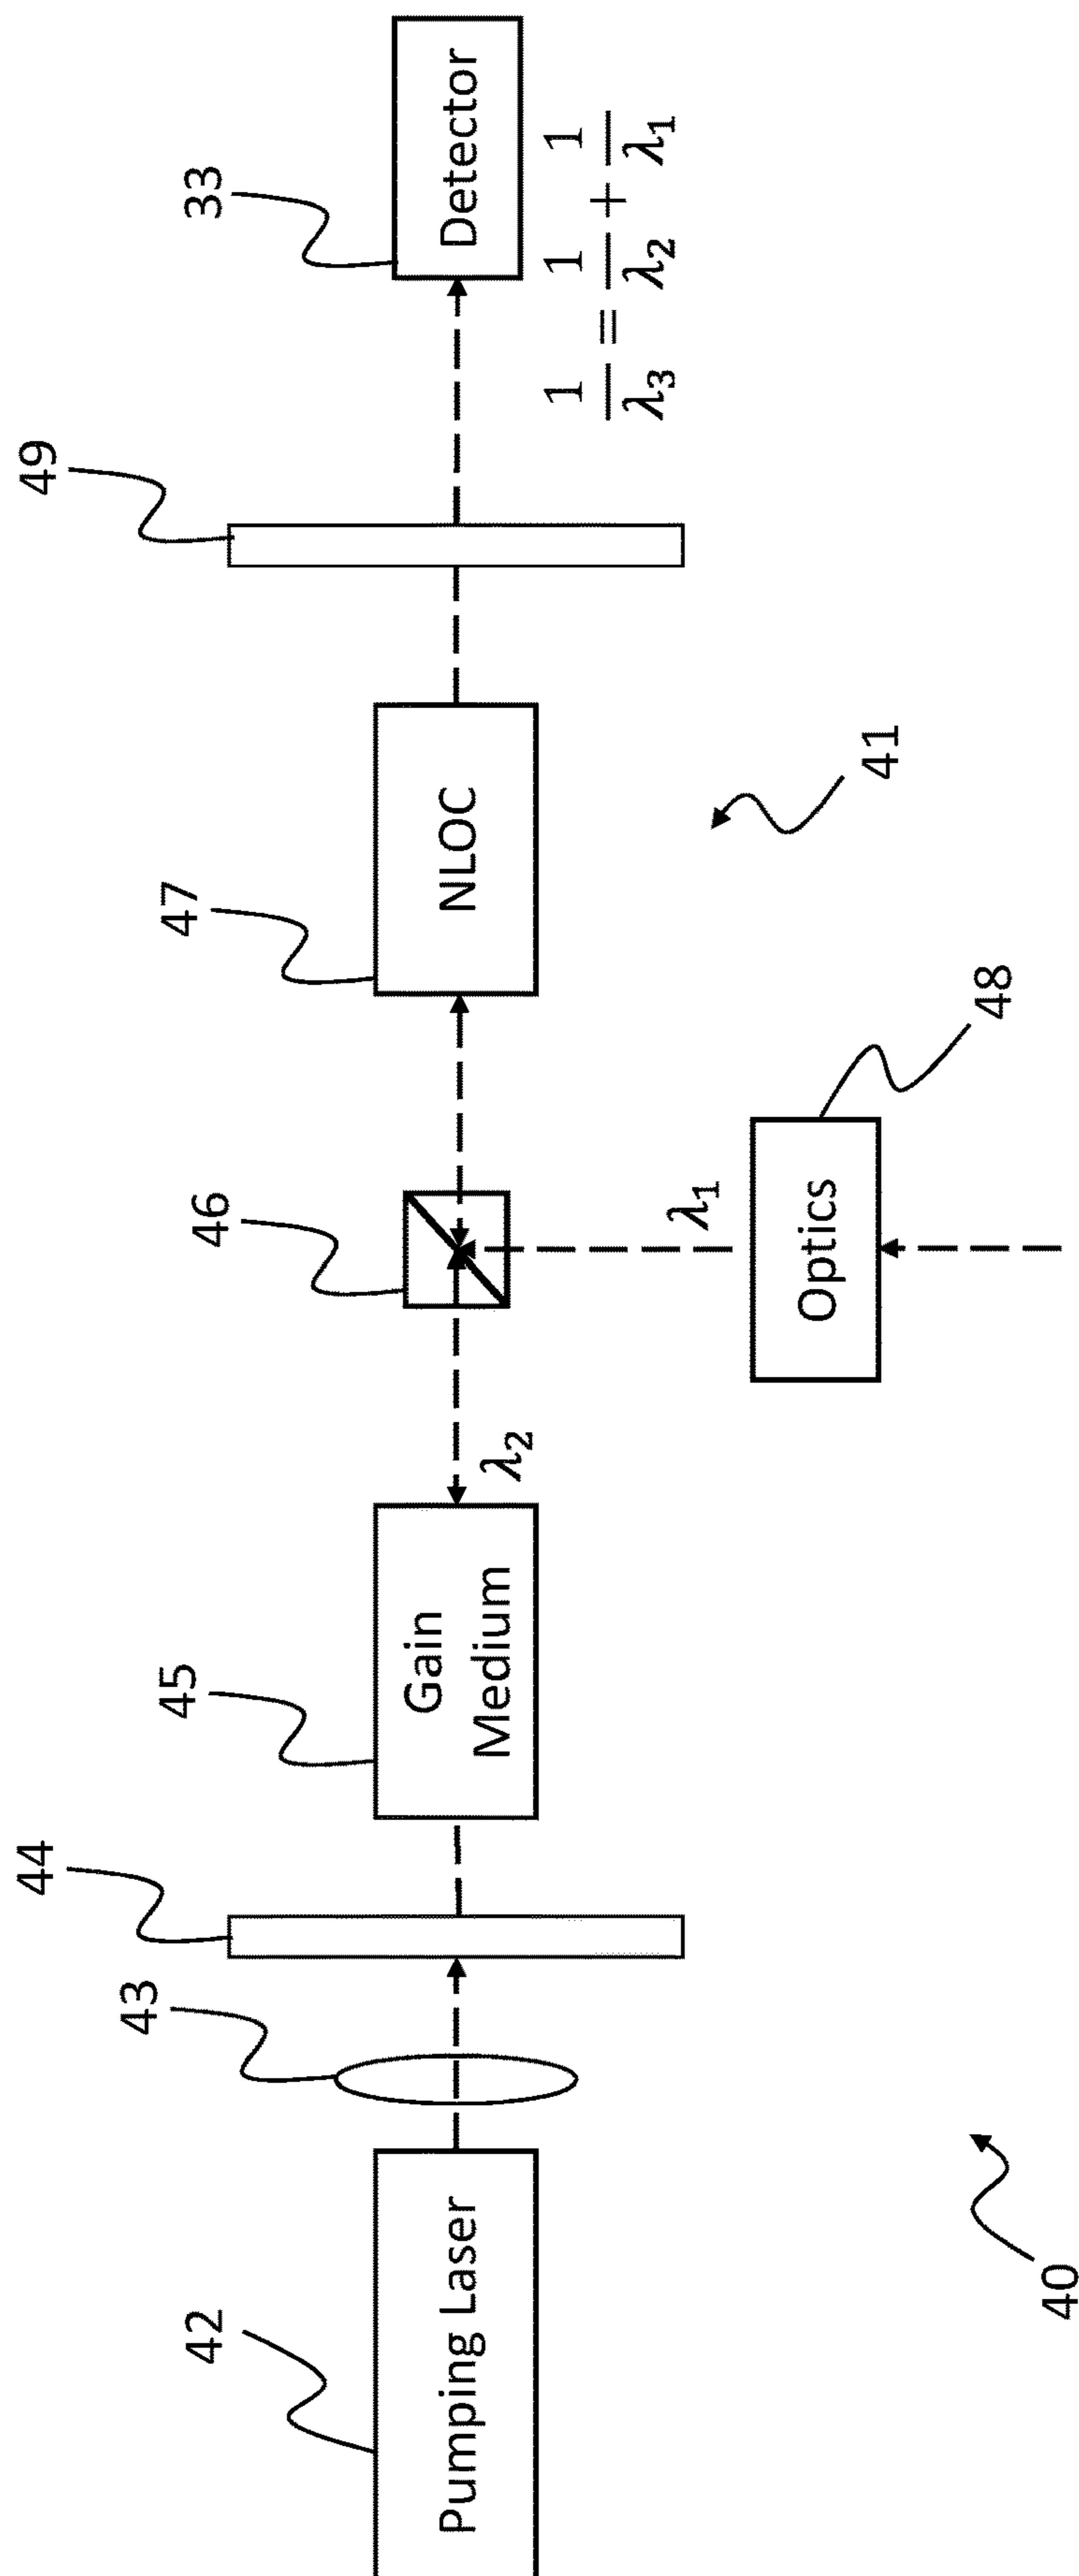 42
43
44
45
46
47
49
33
Pumping Laser
Gain
Medium
NLOC
Detector
λ2
λ1
1/λ3 = 1/λ2 + 1/λ1
Optics
48
41
40